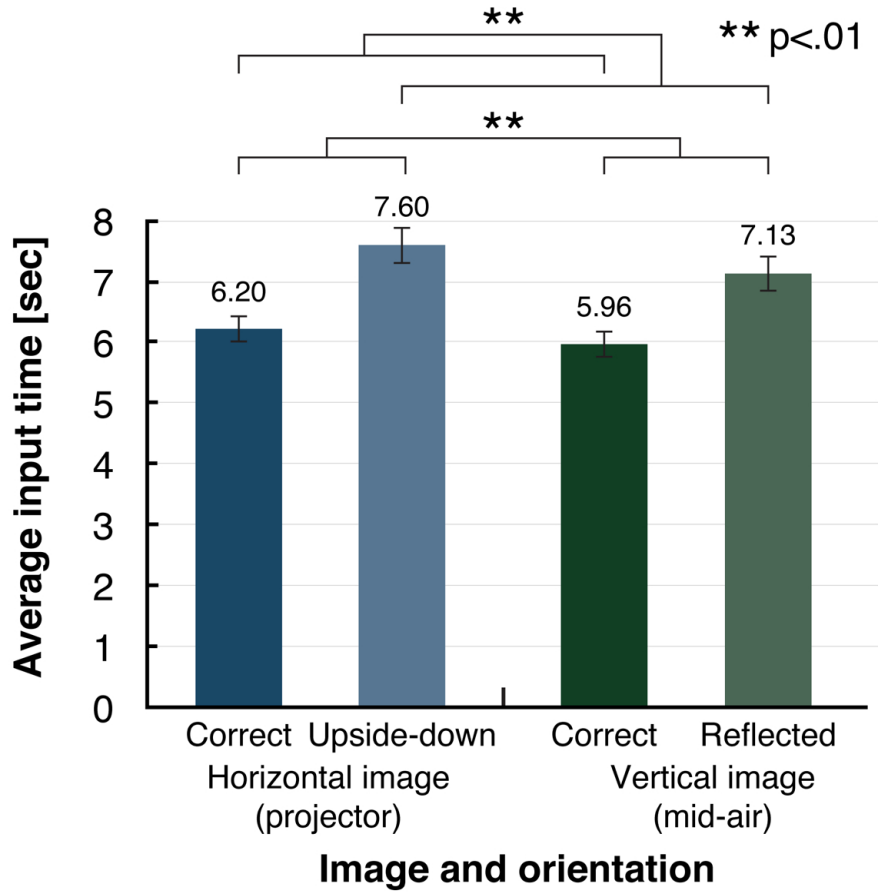 **
** p<.01
**
7.60
7.13
6.20
5.96
8
7
6
5
4
3
2
1
0
Average input time [sec]
Correct Upside-down Correct Reflected
Horizontal image Vertical image
(projector) (mid-air)
Image and orientation